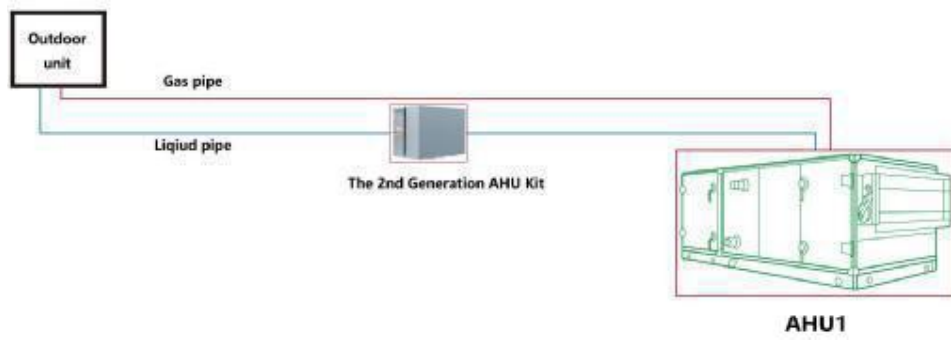 Outdoor
unit
Gas pipe
Liqiud pipe
The 2nd Generation AHU Kit
AHU1